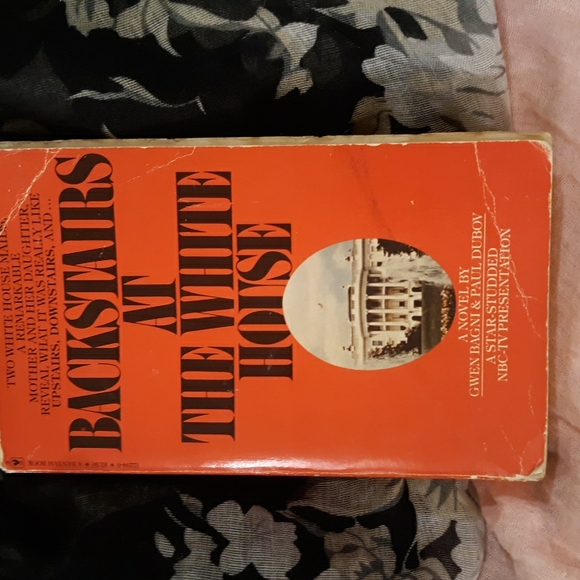 TWO WHITE HOUSE MAIDS,
A REMARKABLE
MOTHER AND DAUGHTER,
REVEAL WHAT IT WAS REALLY LIKE
UPSTAIRS, DOWNSTAIRS, AND...
BACKSTAIRS
AT
THE WHITE
HOUSE
A NOVEL BY
GWEN BAGNI & PAUL DUBOV
A STAR-STUDDED
NBC-TV PRESENTATION